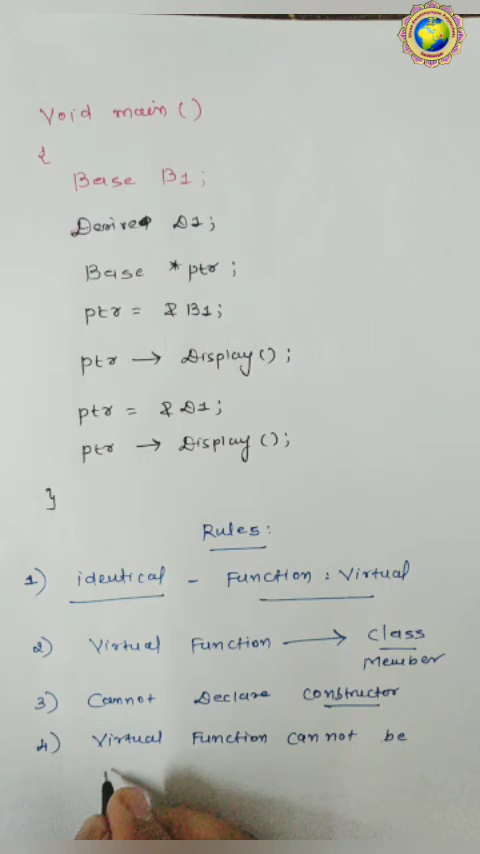 Void main()
{
Base B1;
Derived D1;
Base *ptr;
ptr = &B1;
ptr → Display();
ptr = &D1;
ptr → Display();
}
Rules:
1) identical - Function : Virtual
2) Virtual Function → Class
Member
3) Cannot Declare Constructor
4) Virtual Function Cannot be